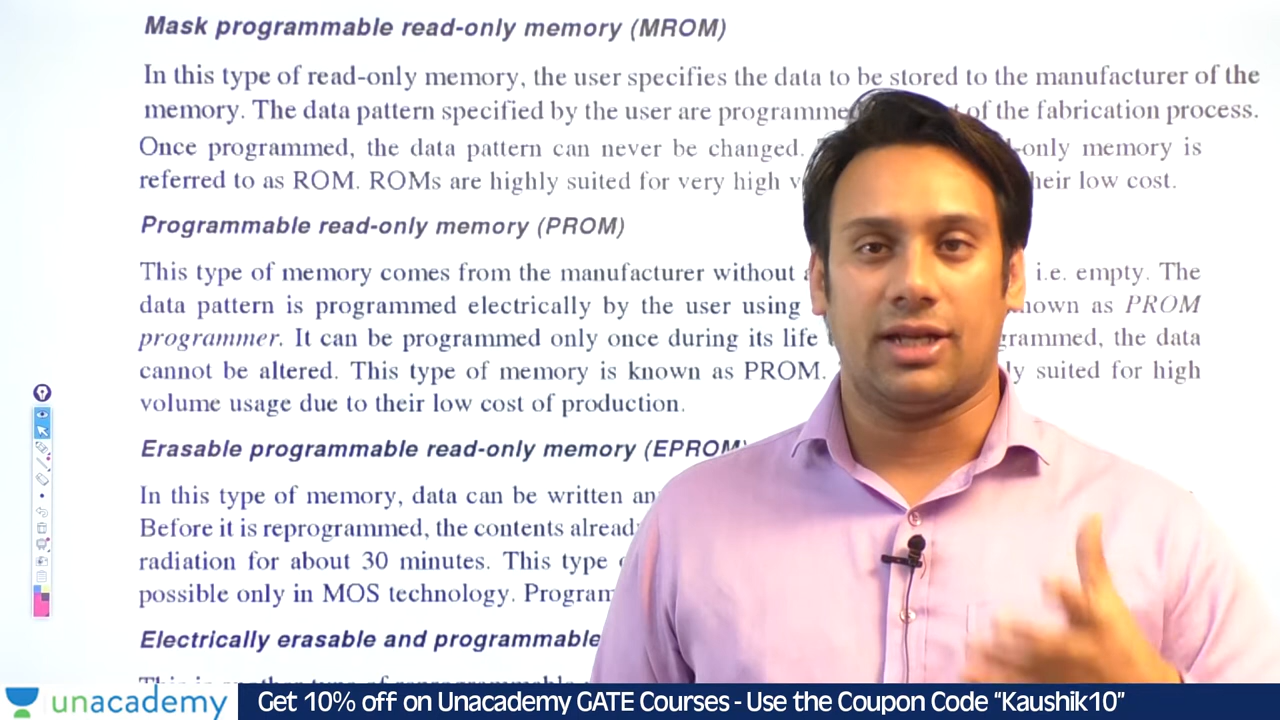 Mask programmable read-only memory (MROM)
In this type of read-only memory, the user specifies the data to be stored to the manufacturer of the
memory. The data pattern specified by the user are programme of the fabrication process.
Once programmed, the data pattern can never be changed. -only memory is
referred to as ROM. ROMs are highly suited for very high v heir low cost.
Programmable read-only memory (PROM)
This type of memory comes from the manufacturer without a i.e. empty. The
data pattern is programmed electrically by the user using nown as PROM
programmer. It can be programmed only once during its life grammed, the data
cannot be altered. This type of memory is known as PROM. ly suited for high
volume usage due to their low cost of production.
Erasable programmable read-only memory (EPROM)
In this type of memory, data can be written an
Before it is reprogrammed, the contents alread
radiation for about 30 minutes. This type
possible only in MOS technology. Program
Electrically erasable and programmable
unacademy
Get 10% off on Unacademy GATE Courses - Use the Coupon Code “Kaushik10”